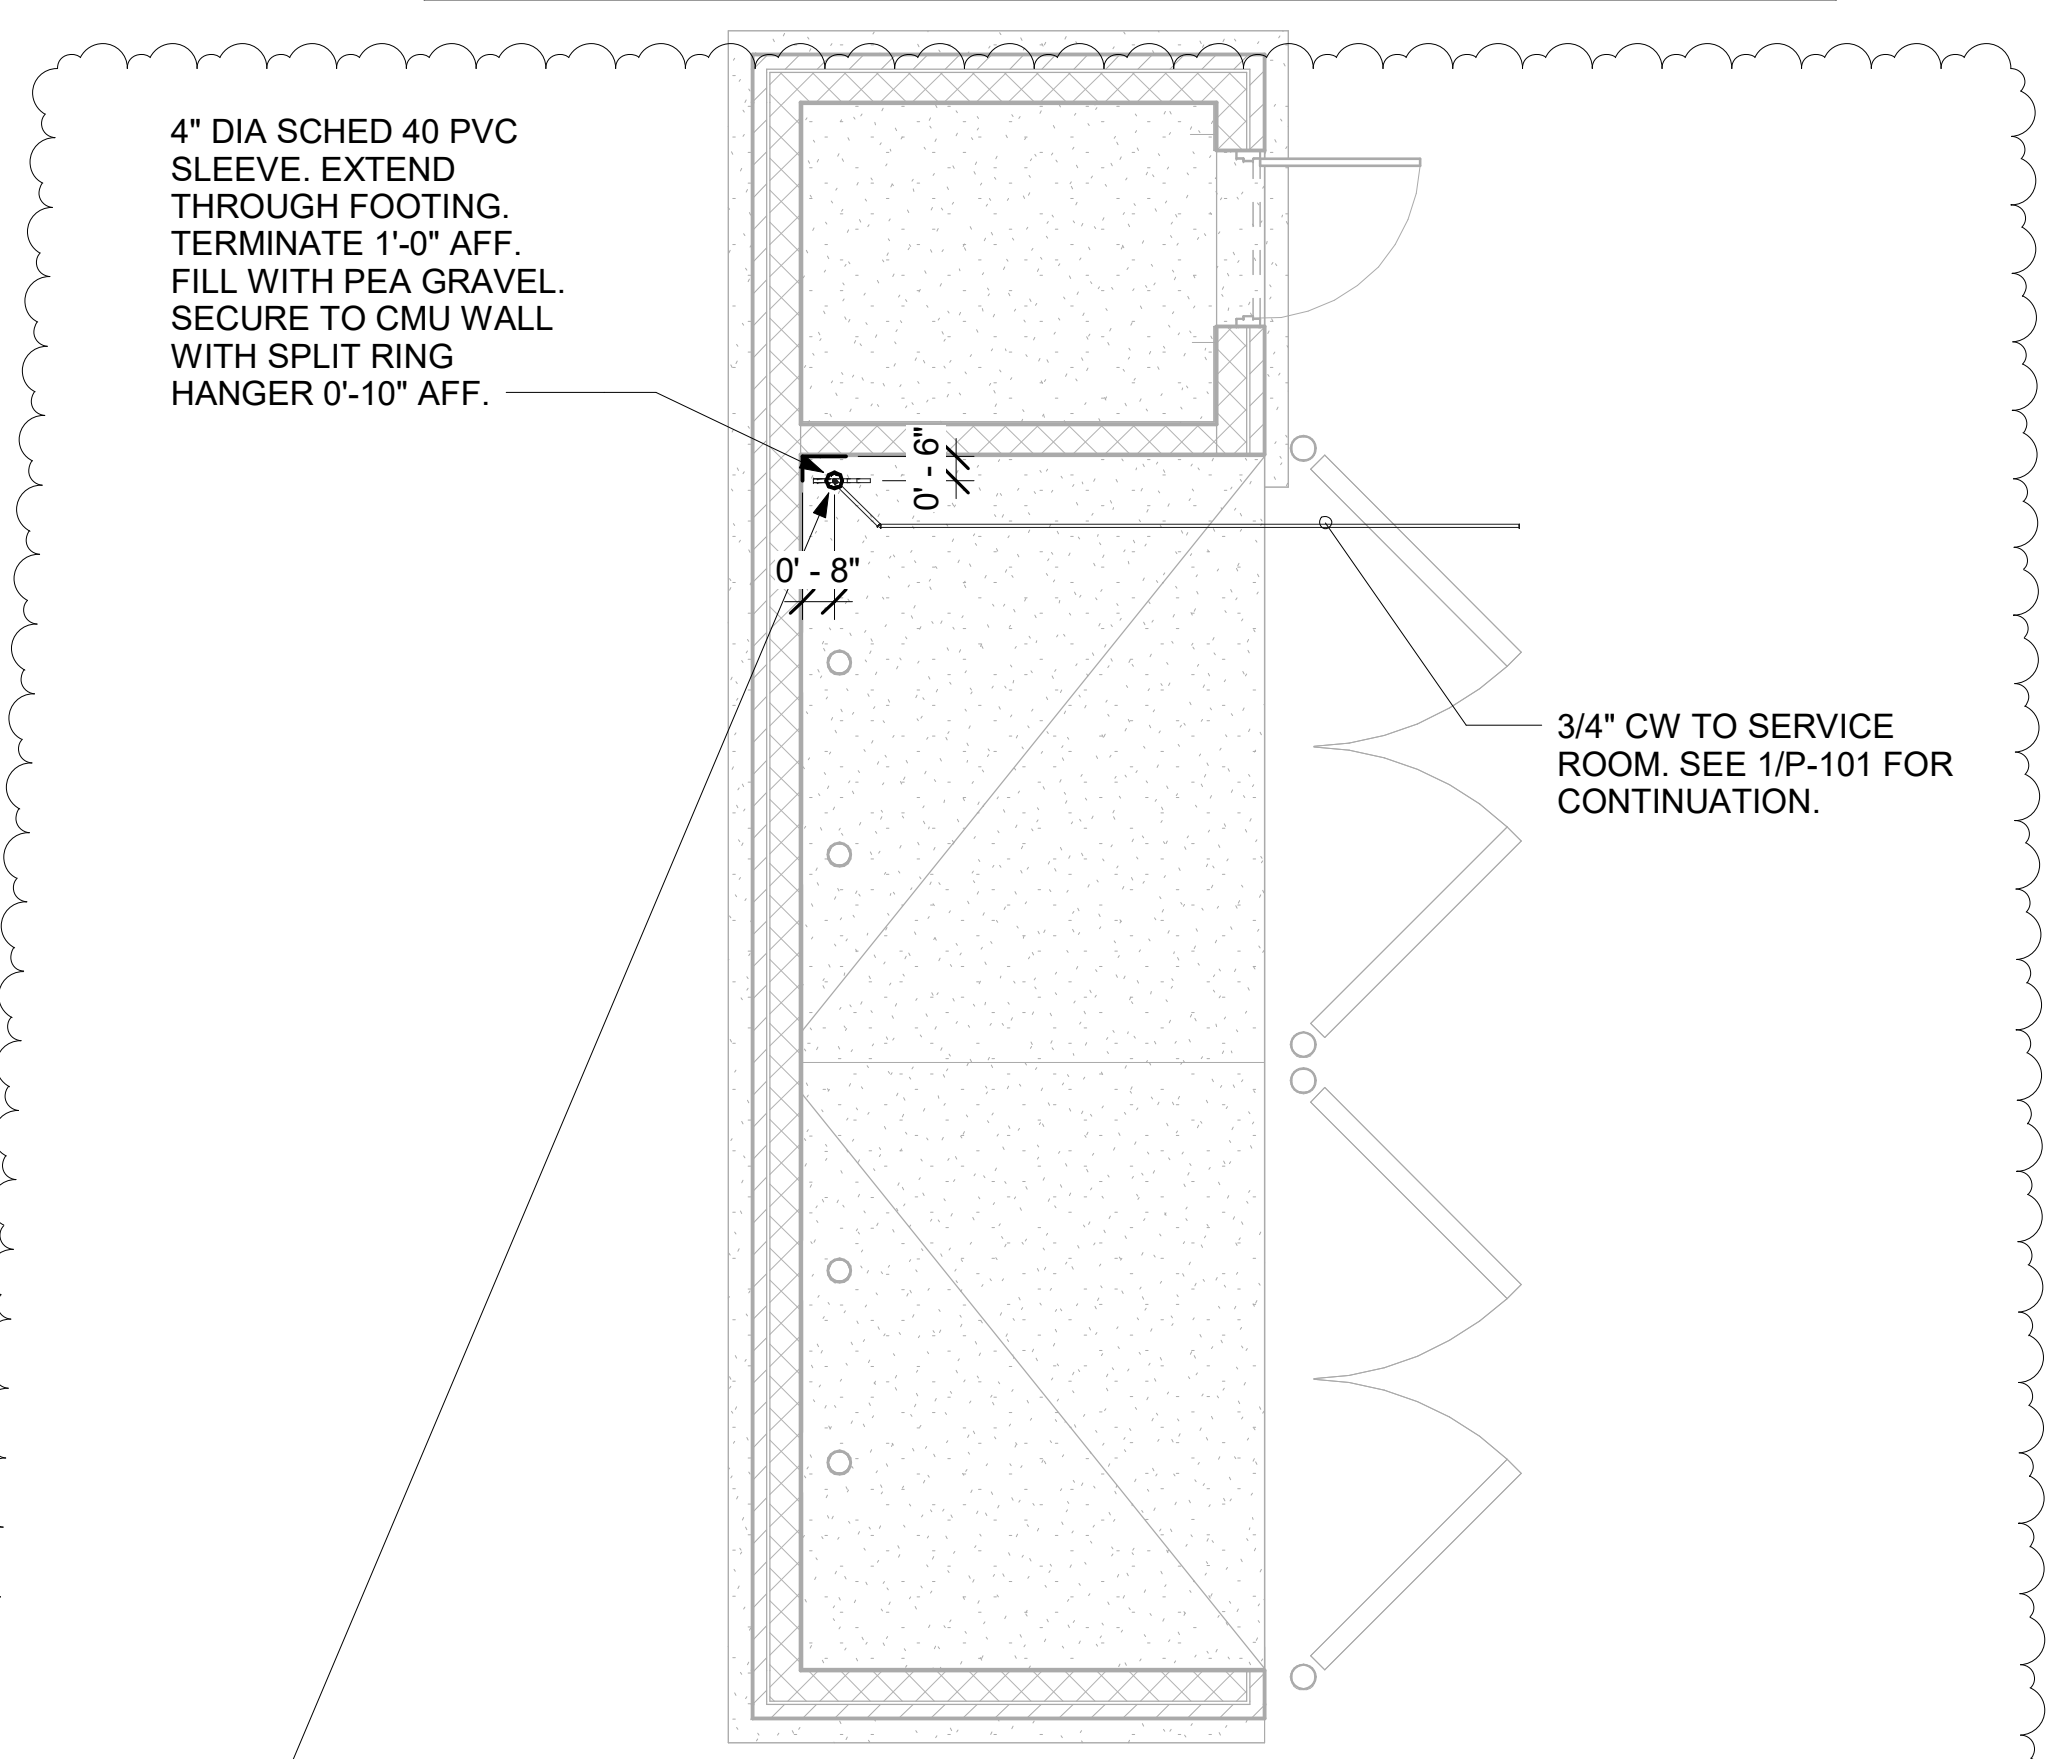 4" DIA SCHED 40 PVC
SLEEVE. EXTEND
THROUGH FOOTING.
TERMINATE 1'-0" AFF.
FILL WITH PEA GRAVEL.
SECURE TO CMU WALL
WITH SPLIT RING
HANGER 0'-10" AFF.
0' - 6"
0' - 8"
3/4" CW TO SERVICE
ROOM. SEE 1/P-101 FOR
CONTINUATION.